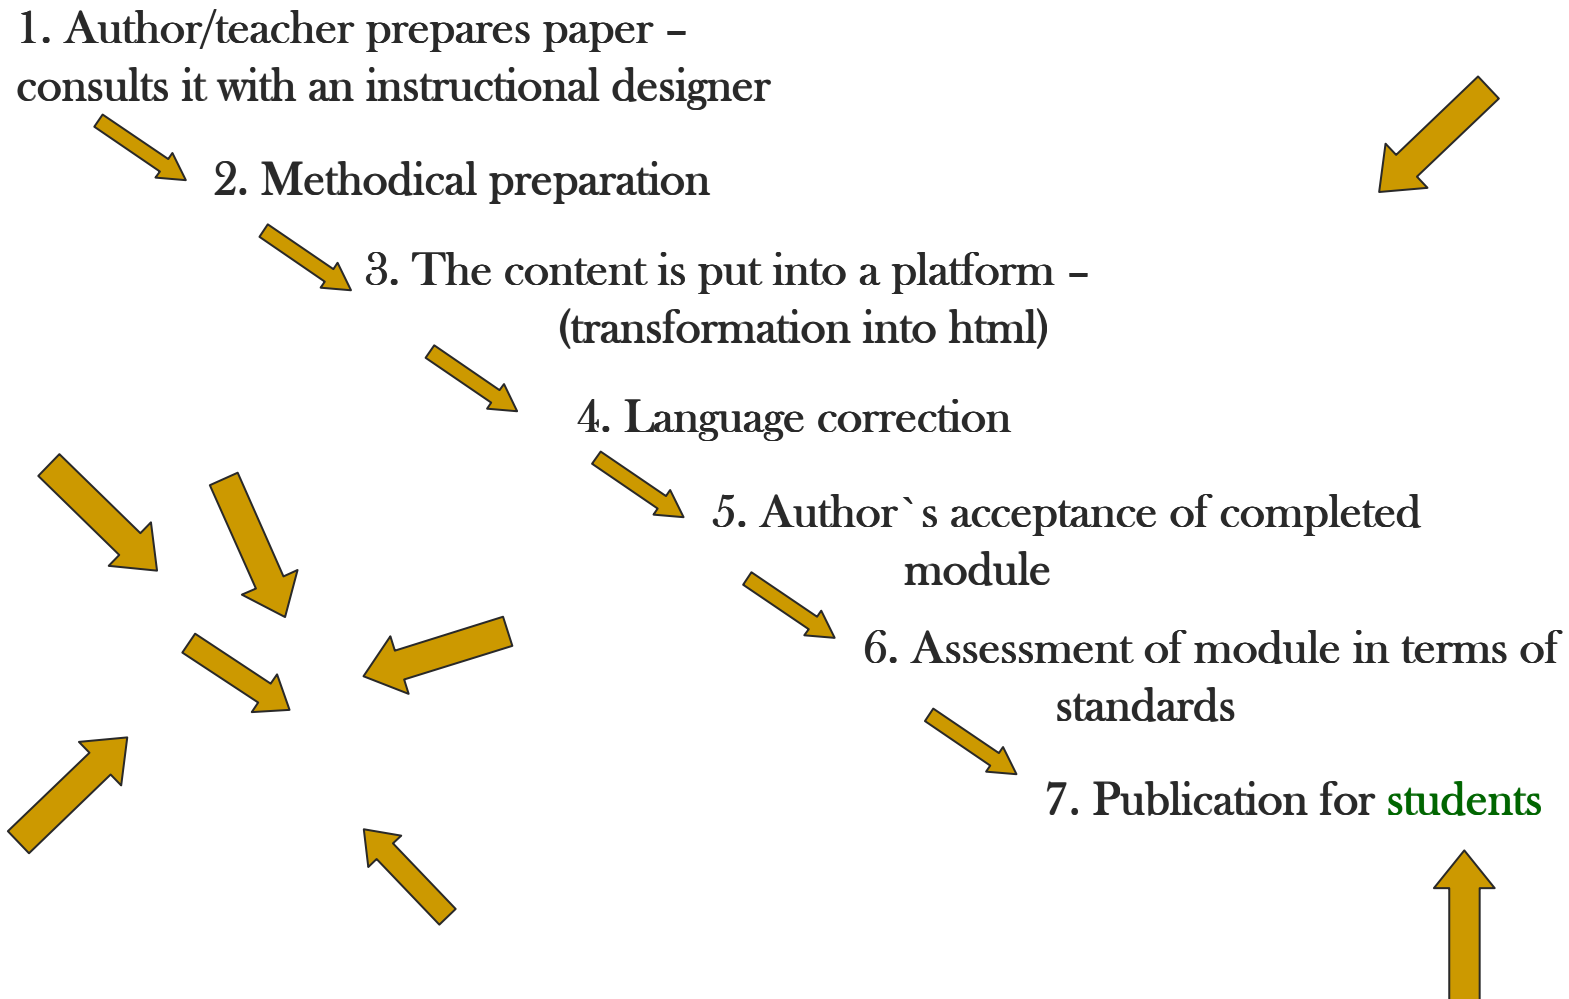 1. Author/teacher prepares paper –
consults it with an instructional designer
2. Methodical preparation
3. The content is put into a platform –
(transformation into html)
4. Language correction
5. Author`s acceptance of completed
module
6. Assessment of module in terms of
standards
7. Publication for students